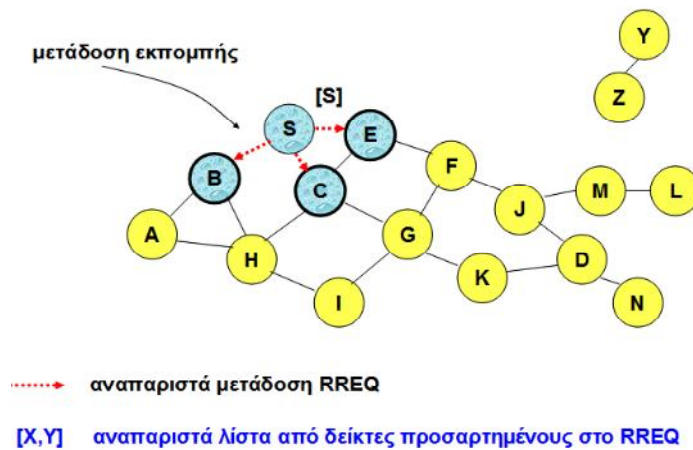 μετάδοση εκπομπής
[S]
Y
Z
S
E
B
C
F
M
L
J
A
H
G
K
D
I
N
αναπαριστά μετάδοση RREQ
[X,Y] αναπαριστά λίστα από δείκτες προσαρτημένους στο RREQ